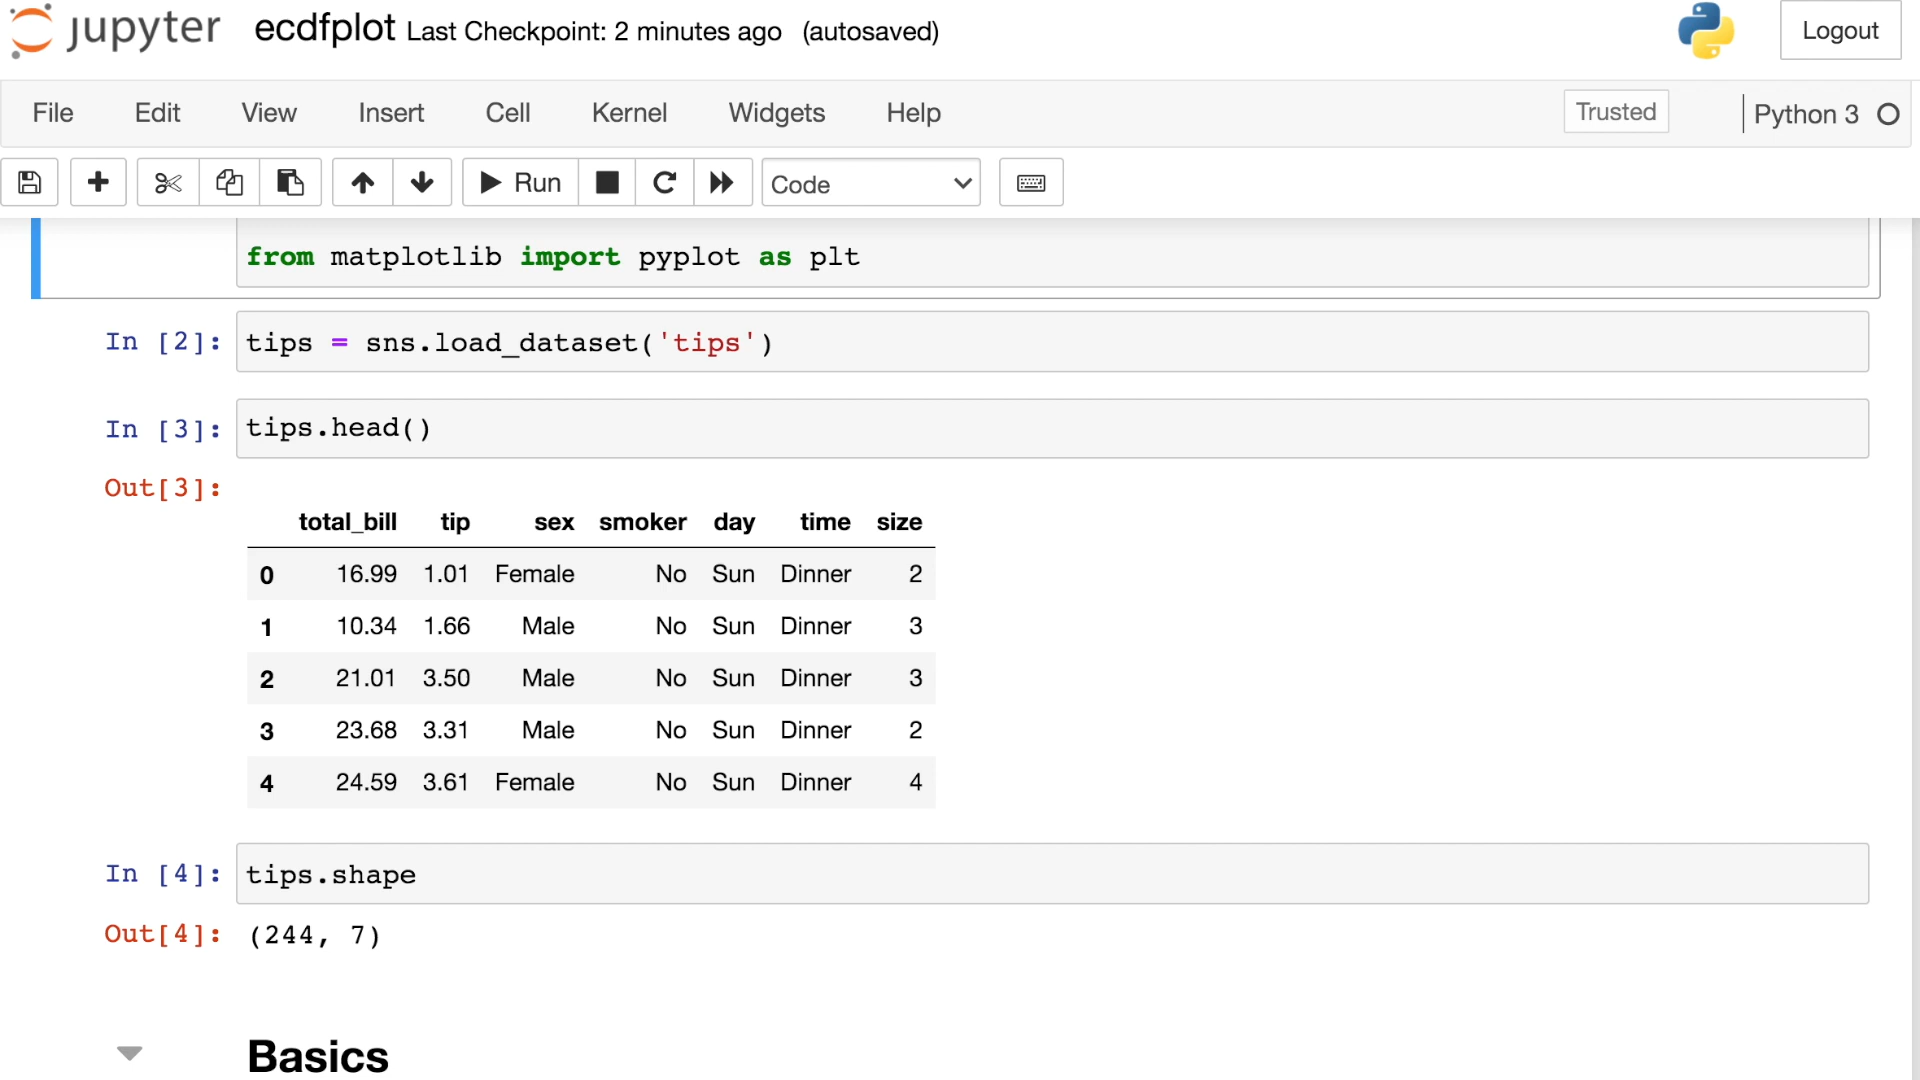 jupyter ecdfplot Last Checkpoint: 2 minutes ago (autosaved) Logout
File Edit View Insert Cell Kernel Widgets Help Trusted Python 3
Run Code
from matplotlib import pyplot as plt
In [2]: tips = sns.load_dataset('tips')
In [3]: tips.head()
Out[3]:
total_bill tip sex smoker day time size
0 16.99 1.01 Female No Sun Dinner 2
1 10.34 1.66 Male No Sun Dinner 3
2 21.01 3.50 Male No Sun Dinner 3
3 23.68 3.31 Male No Sun Dinner 2
4 24.59 3.61 Female No Sun Dinner 4
In [4]: tips.shape
Out[4]: (244, 7)
Basics